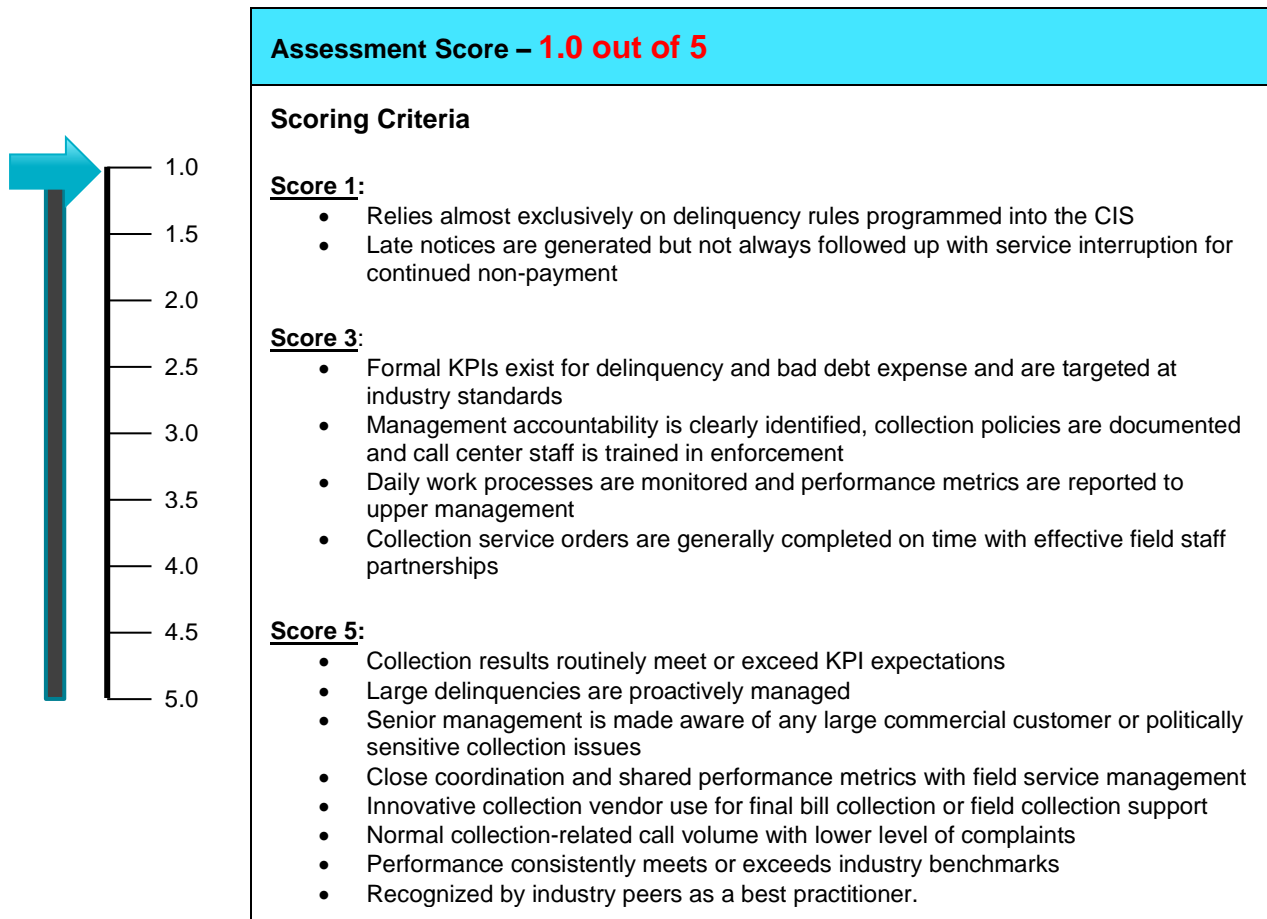 Assessment Score – 1.0 out of 5
Scoring Criteria
Score 1:
• Relies almost exclusively on delinquency rules programmed into the CIS
• Late notices are generated but not always followed up with service interruption for
continued non-payment
Score 3:
• Formal KPIs exist for delinquency and bad debt expense and are targeted at
industry standards
• Management accountability is clearly identified, collection policies are documented
and call center staff is trained in enforcement
• Daily work processes are monitored and performance metrics are reported to
upper management
• Collection service orders are generally completed on time with effective field staff
partnerships
Score 5:
• Collection results routinely meet or exceed KPI expectations
• Large delinquencies are proactively managed
• Senior management is made aware of any large commercial customer or politically
sensitive collection issues
• Close coordination and shared performance metrics with field service management
• Innovative collection vendor use for final bill collection or field collection support
• Normal collection-related call volume with lower level of complaints
• Performance consistently meets or exceeds industry benchmarks
• Recognized by industry peers as a best practitioner.
1.0
1.5
2.0
2.5
3.0
3.5
4.0
4.5
5.0